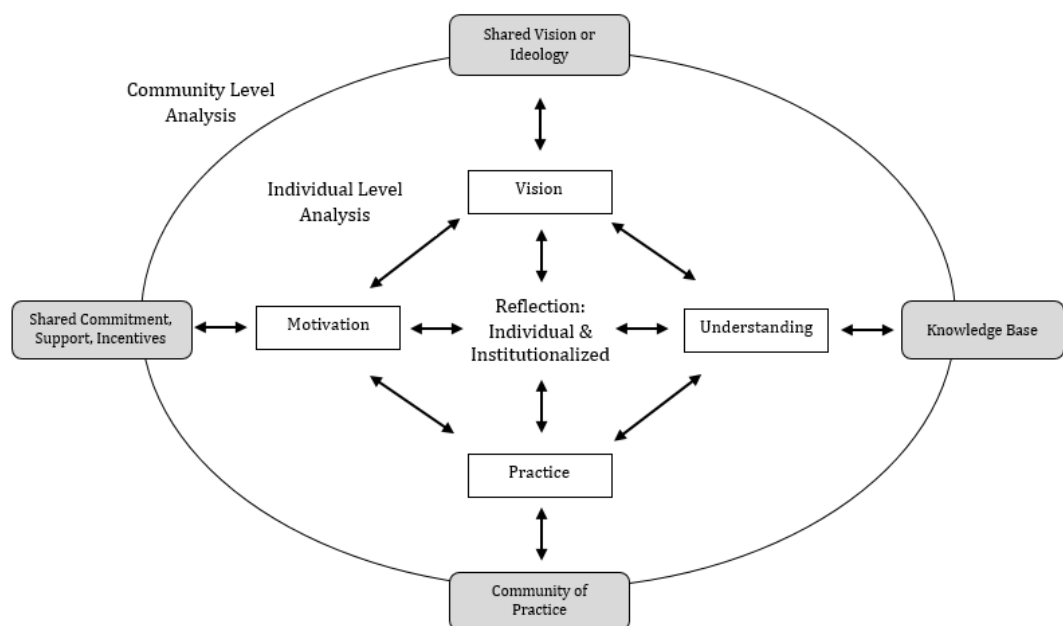 Shared Vision or
Ideology
Community Level
Analysis
Individual Level
Analysis
Vision
Shared Commitment,
Support, Incentives
Motivation
Reflection:
Individual &
Institutionalized
Understanding
Knowledge Base
Practice
Community of
Practice